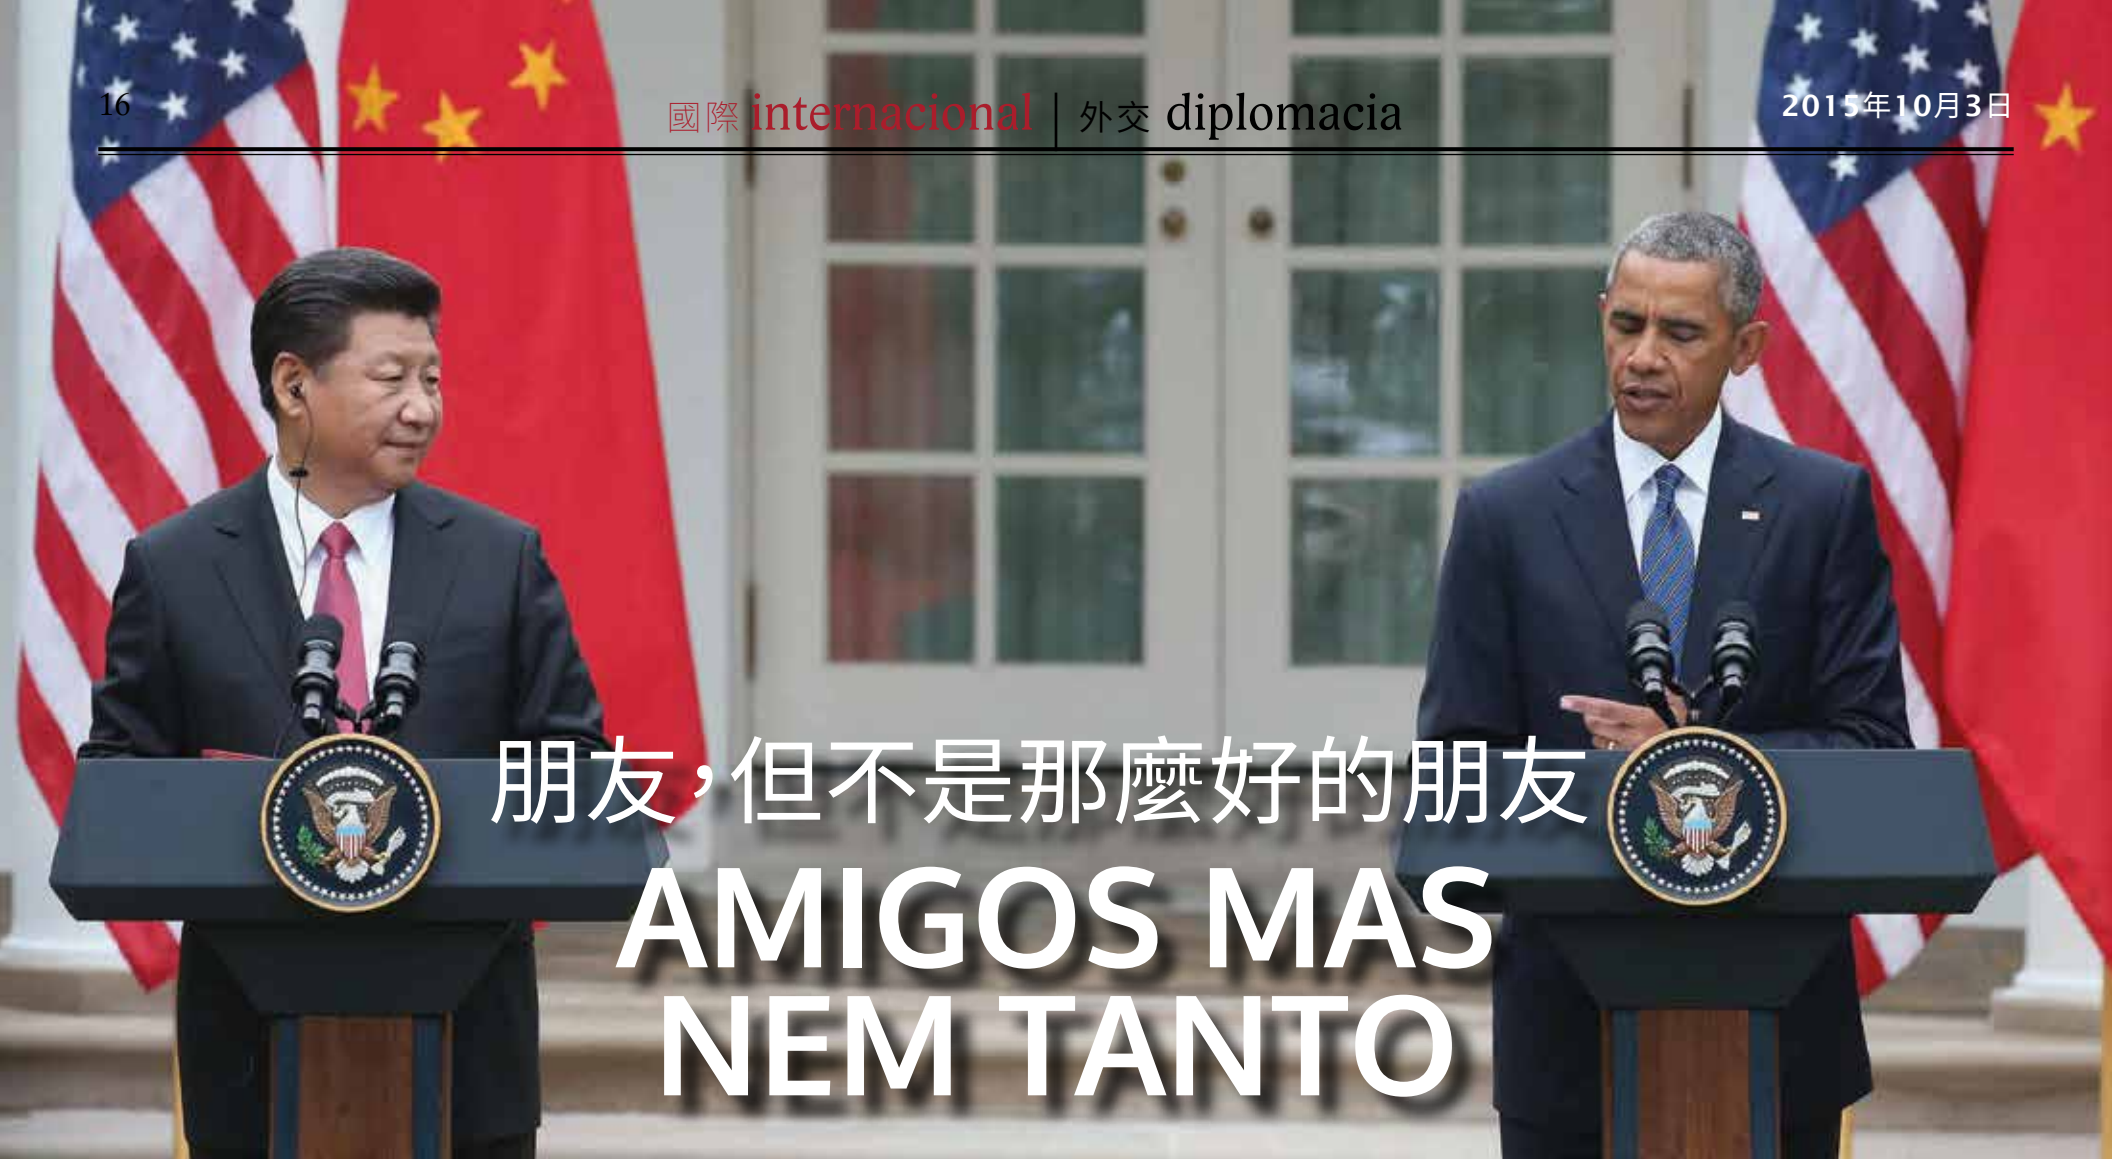 16
國際 internacional | 外交 diplomacia
2015年10月3日
朋友，但不是那麼好的朋友
AMIGOS MAS
NEM TANTO